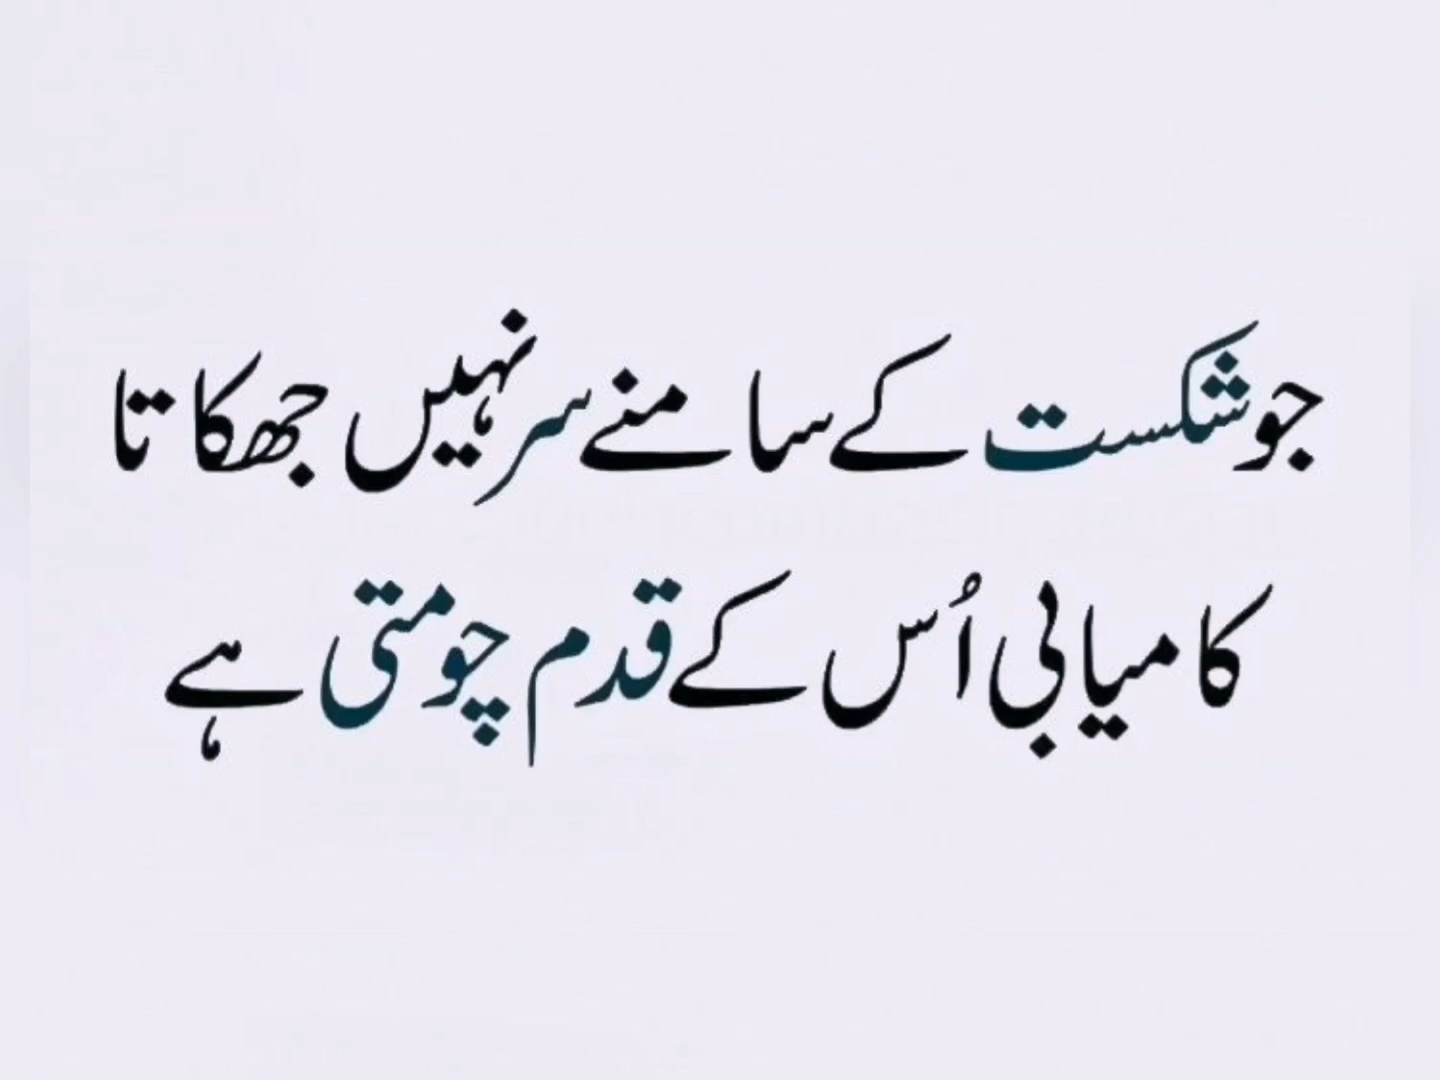 جو شکست کے سامنے سر نہیں جھکاتا
کامیابی اُس کے قدم چومتی ہے